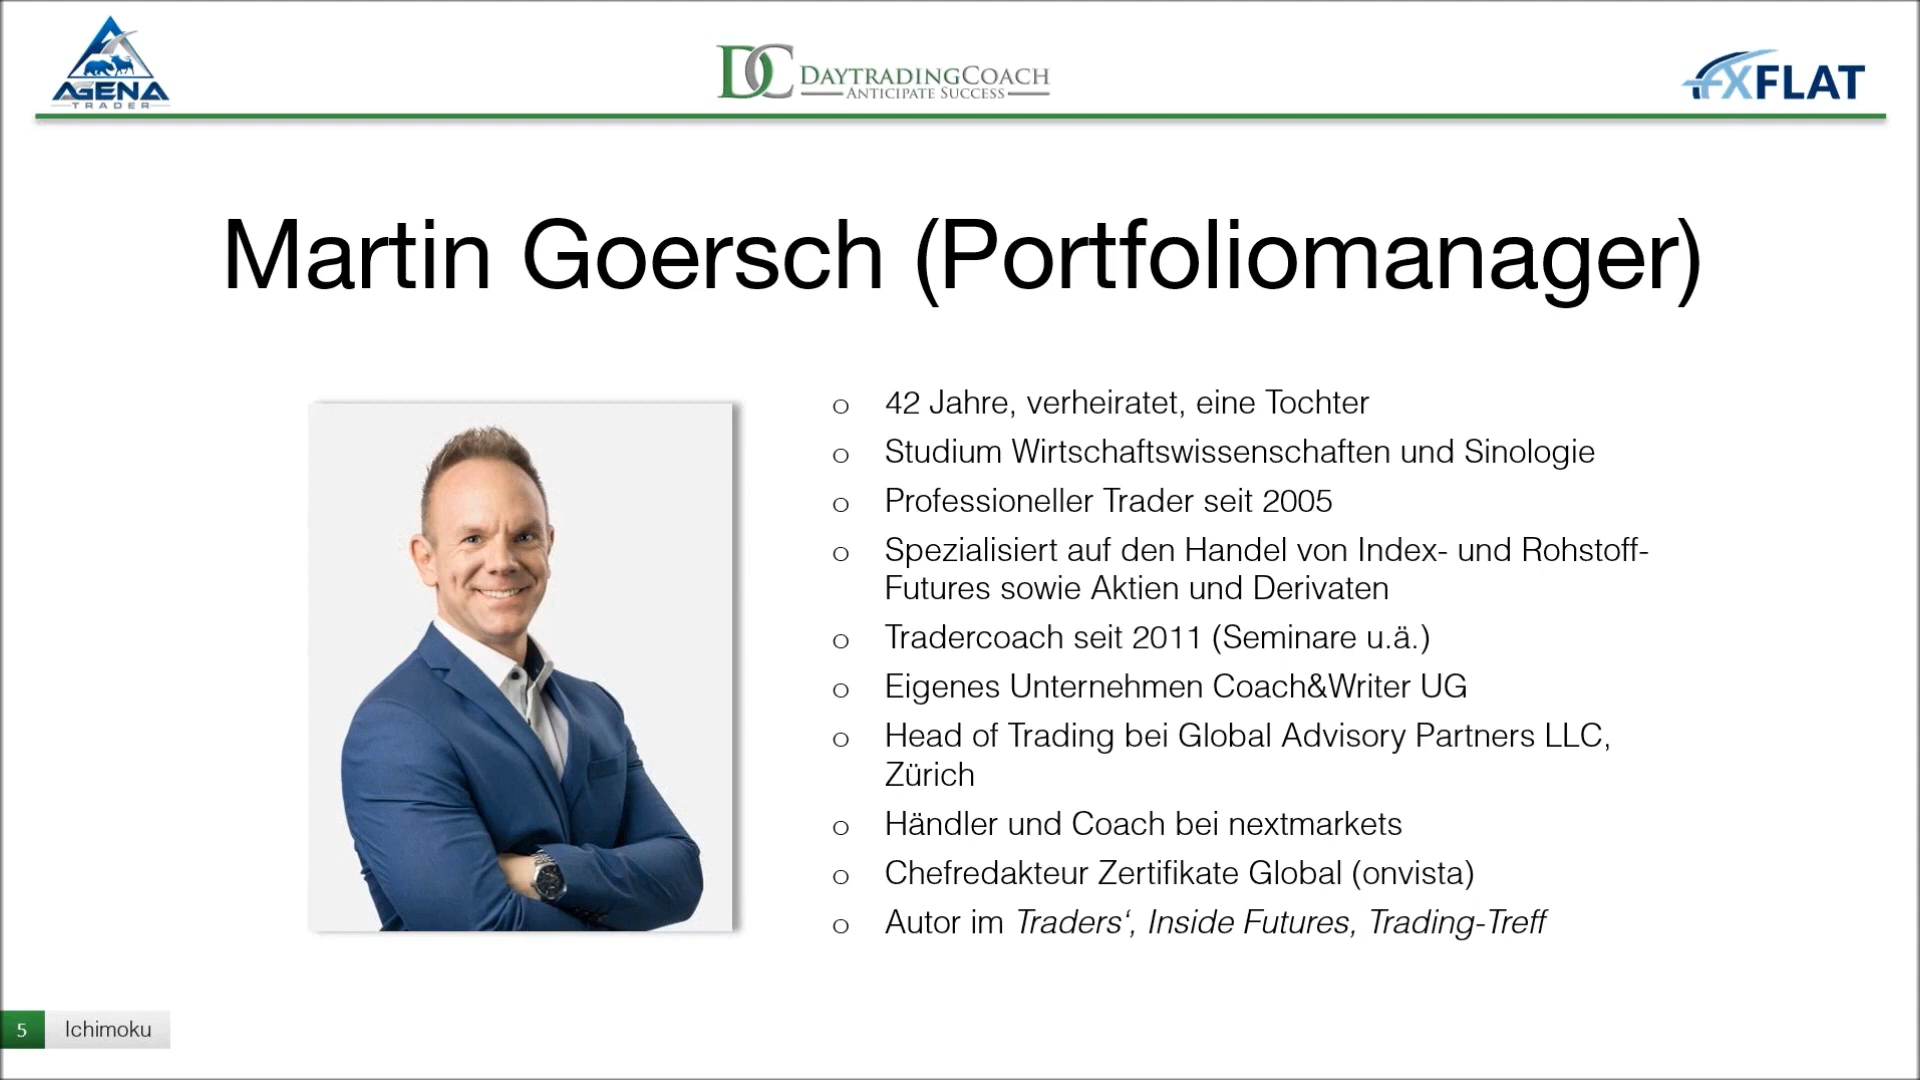 AGENA
TRADER
DC DAYTRADINGCOACH
ANTICIPATE SUCCESS
FXFLAT
Martin Goersch (Portfoliomanager)
o 42 Jahre, verheiratet, eine Tochter
o Studium Wirtschaftswissenschaften und Sinologie
o Professioneller Trader seit 2005
o Spezialisiert auf den Handel von Index- und Rohstoff-
Futures sowie Aktien und Derivaten
o Tradercoach seit 2011 (Seminare u.ä.)
o Eigenes Unternehmen Coach&Writer UG
o Head of Trading bei Global Advisory Partners LLC,
Zürich
o Händler und Coach bei nextmarkets
o Chefredakteur Zertifikate Global (onvista)
o Autor im Traders‘, Inside Futures, Trading-Treff
5 Ichimoku